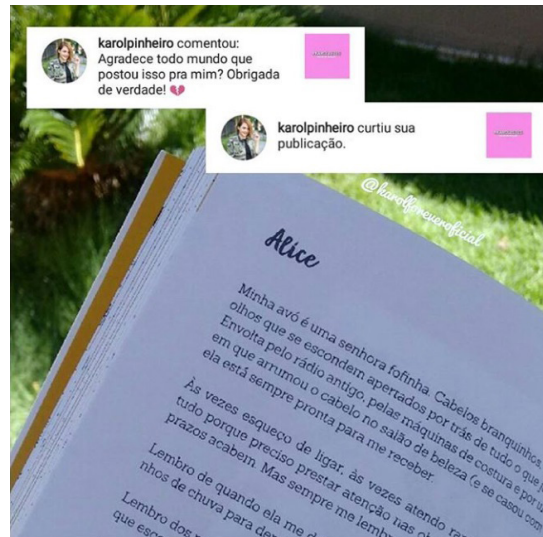 karolpinheiro comentou:
Agradece todo mundo que
postou isso pra mim? Obrigada
de verdade! 💔
karolpinheiro curtiu sua
publicação.
@karolforeveroficial
Alice
Minha avó é uma senhora fofinha. Cabelos branquinhos,
olhos que se escondem apertados por trás de tudo o que j
Envolta pelo rádio antigo, pelas máquinas de costura e por u
em que arrumou o cabelo no salão de beleza (e se casou com
ela está sempre pronta para me receber.
Às vezes esqueço de ligar, às vezes atendo
tudo porque preciso prestar atenção nas
prazos acabem. Mas sempre me
Lembro de quando ela me
nhos de chuva para
Lembro dos
que